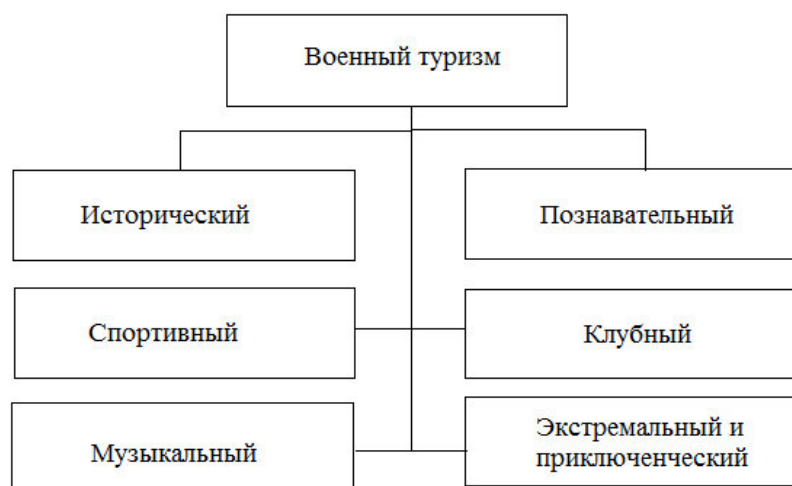 Военный туризм
Исторический
Познавательный
Спортивный
Клубный
Музыкальный
Экстремальный и
приключенческий